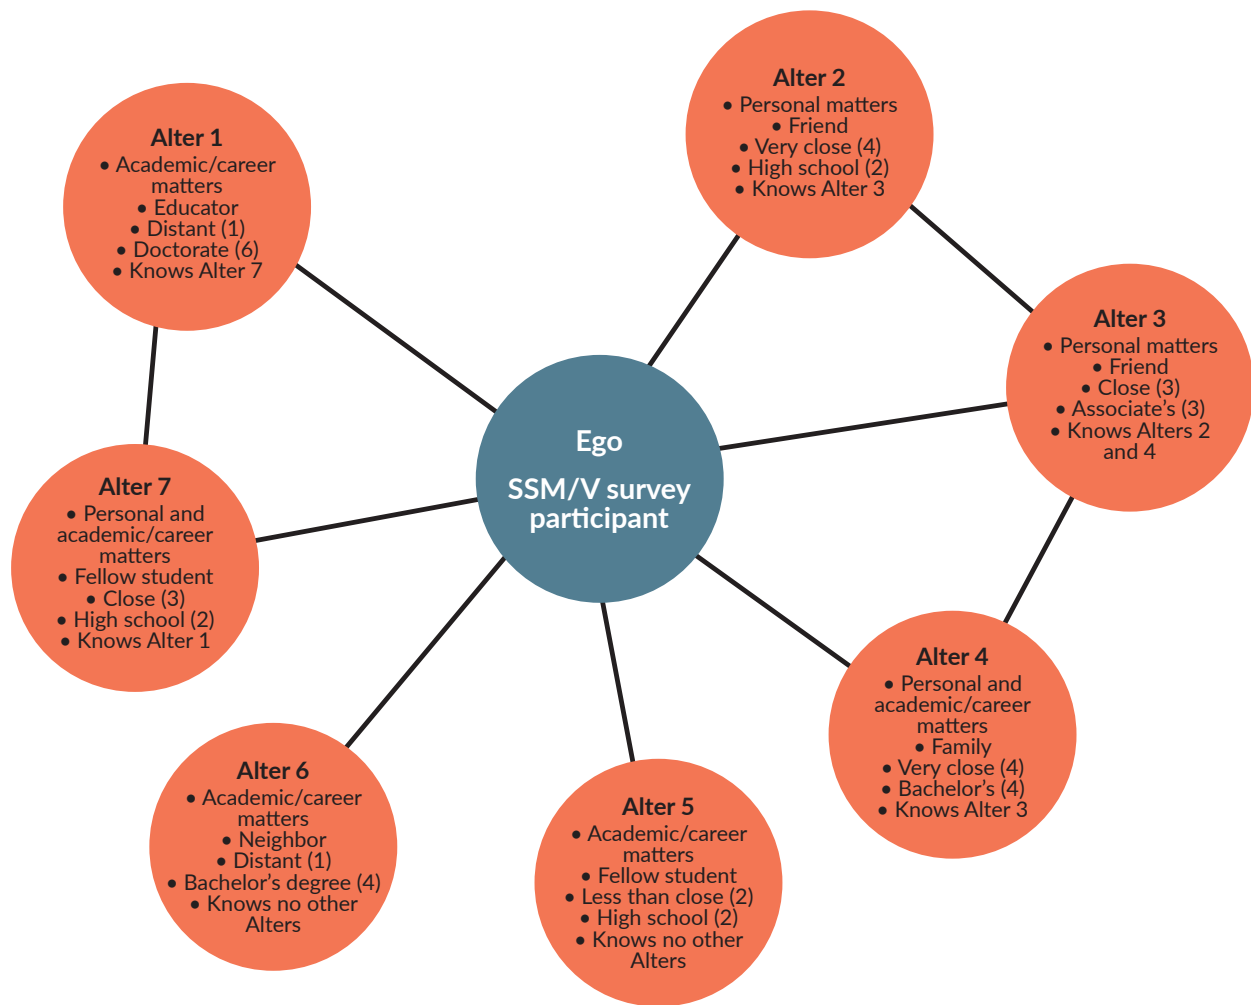 Alter 1
• Academic/career
matters
• Educator
• Distant (1)
• Doctorate (6)
• Knows Alter 7
Alter 2
• Personal matters
• Friend
• Very close (4)
• High school (2)
• Knows Alter 3
Alter 3
• Personal matters
• Friend
• Close (3)
• Associate's (3)
• Knows Alters 2
and 4
Ego
SSM/V survey
participant
Alter 7
• Personal and
academic/career
matters
• Fellow student
• Close (3)
• High school (2)
• Knows Alter 1
Alter 4
• Personal and
academic/career
matters
• Family
• Very close (4)
• Bachelor's (4)
• Knows Alter 3
Alter 6
• Academic/career
matters
• Neighbor
• Distant (1)
• Bachelor's degree (4)
• Knows no other
Alters
Alter 5
• Academic/career
matters
• Fellow student
• Less than close (2)
• High school (2)
• Knows no other
Alters